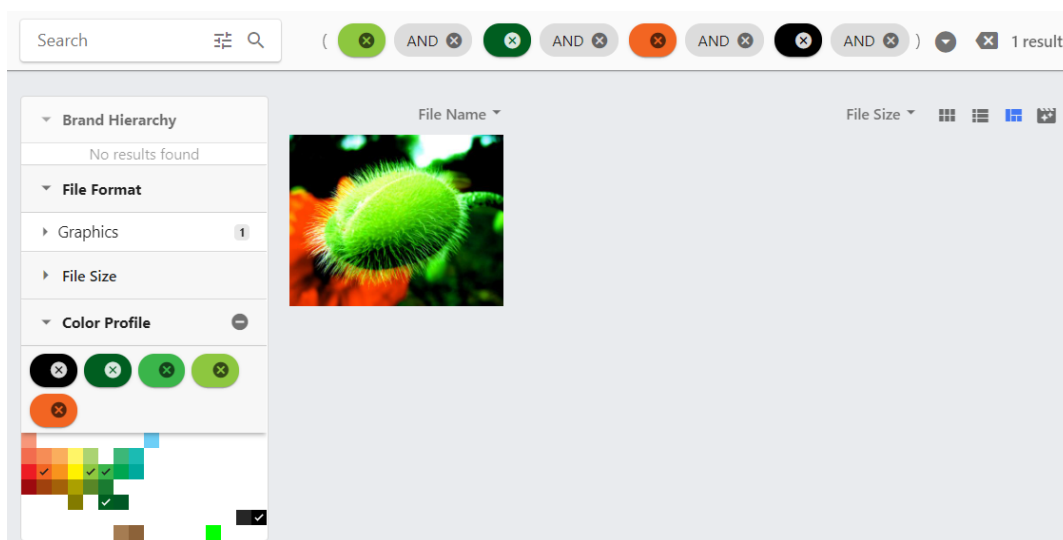 Search
( AND AND AND AND ) 1 result
Brand Hierarchy
No results found
File Format
Graphics 1
File Size
Color Profile
File Name
File Size